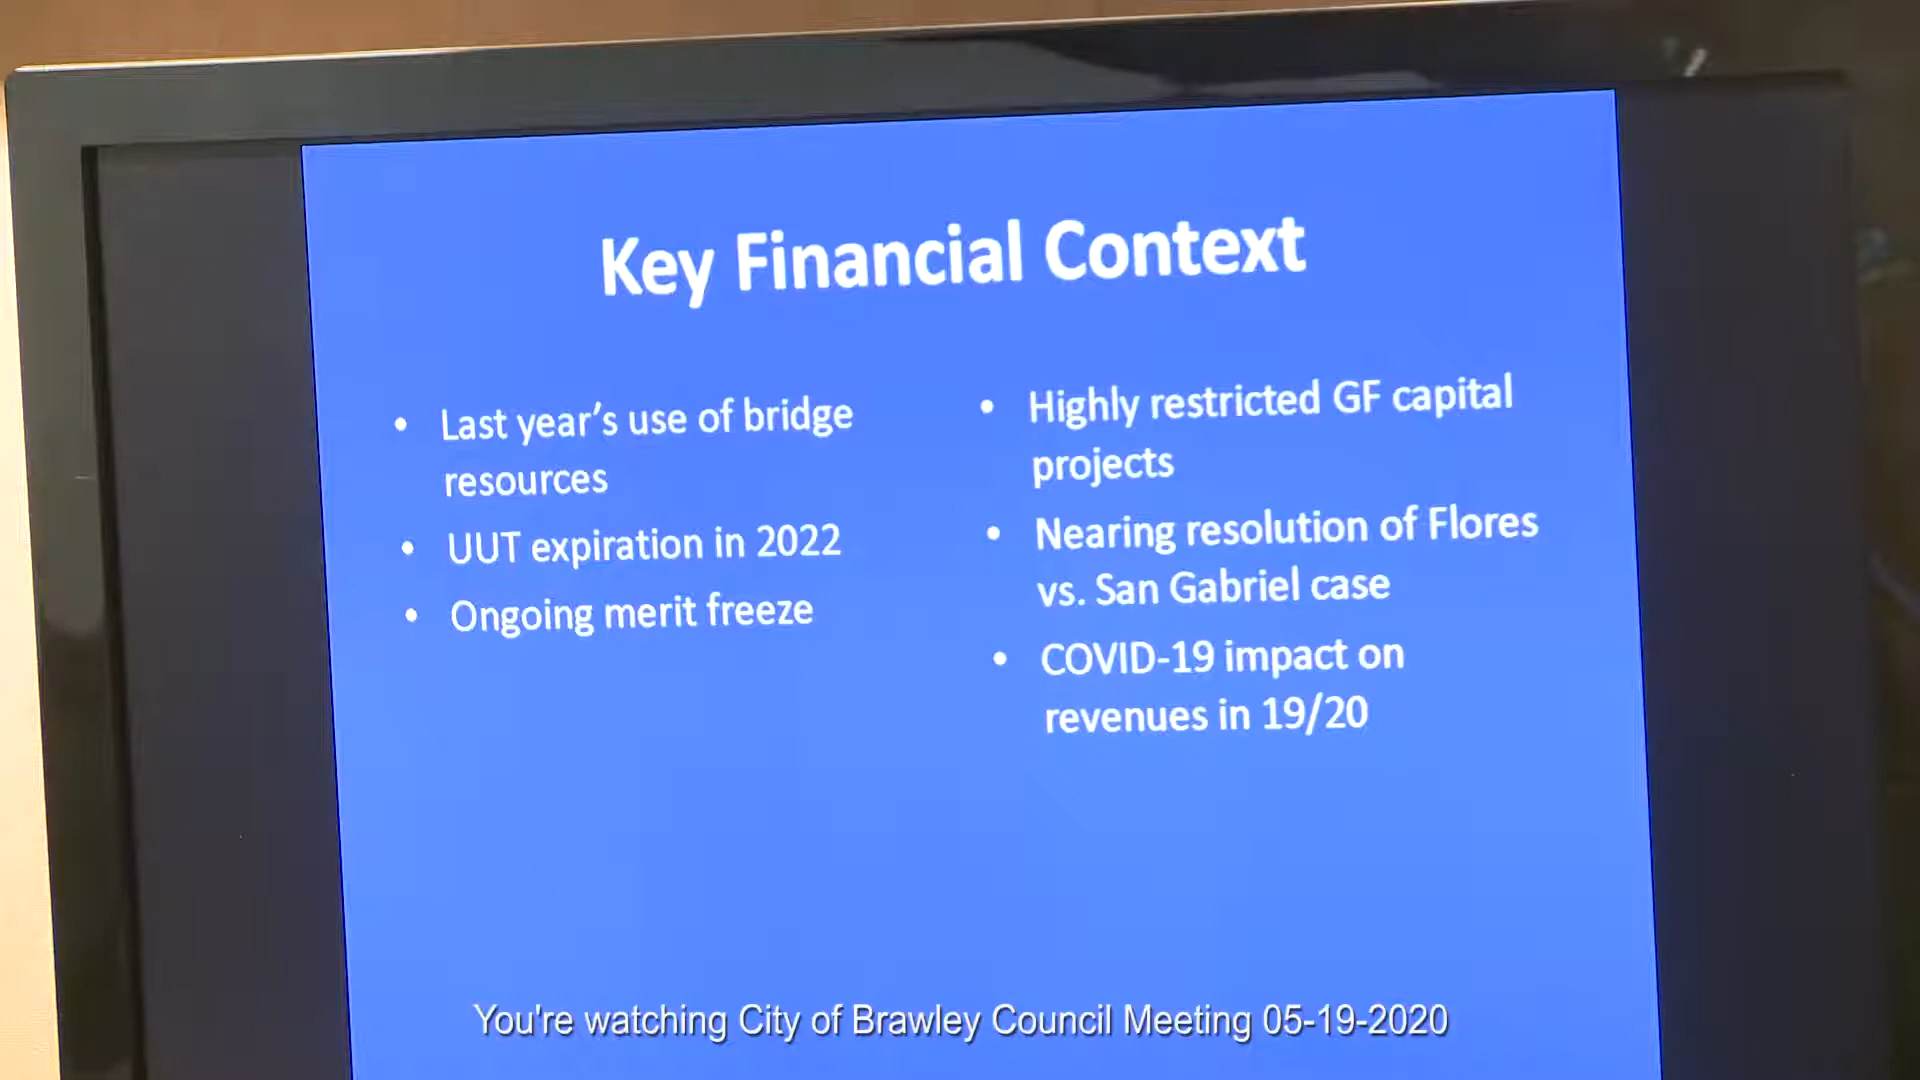 Key Financial Context
• Last year's use of bridge
resources
• UUT expiration in 2022
• Ongoing merit freeze
• Highly restricted GF capital
projects
• Nearing resolution of Flores
vs. San Gabriel case
• COVID-19 impact on
revenues in 19/20
You're watching City of Brawley Council Meeting 05-19-2020